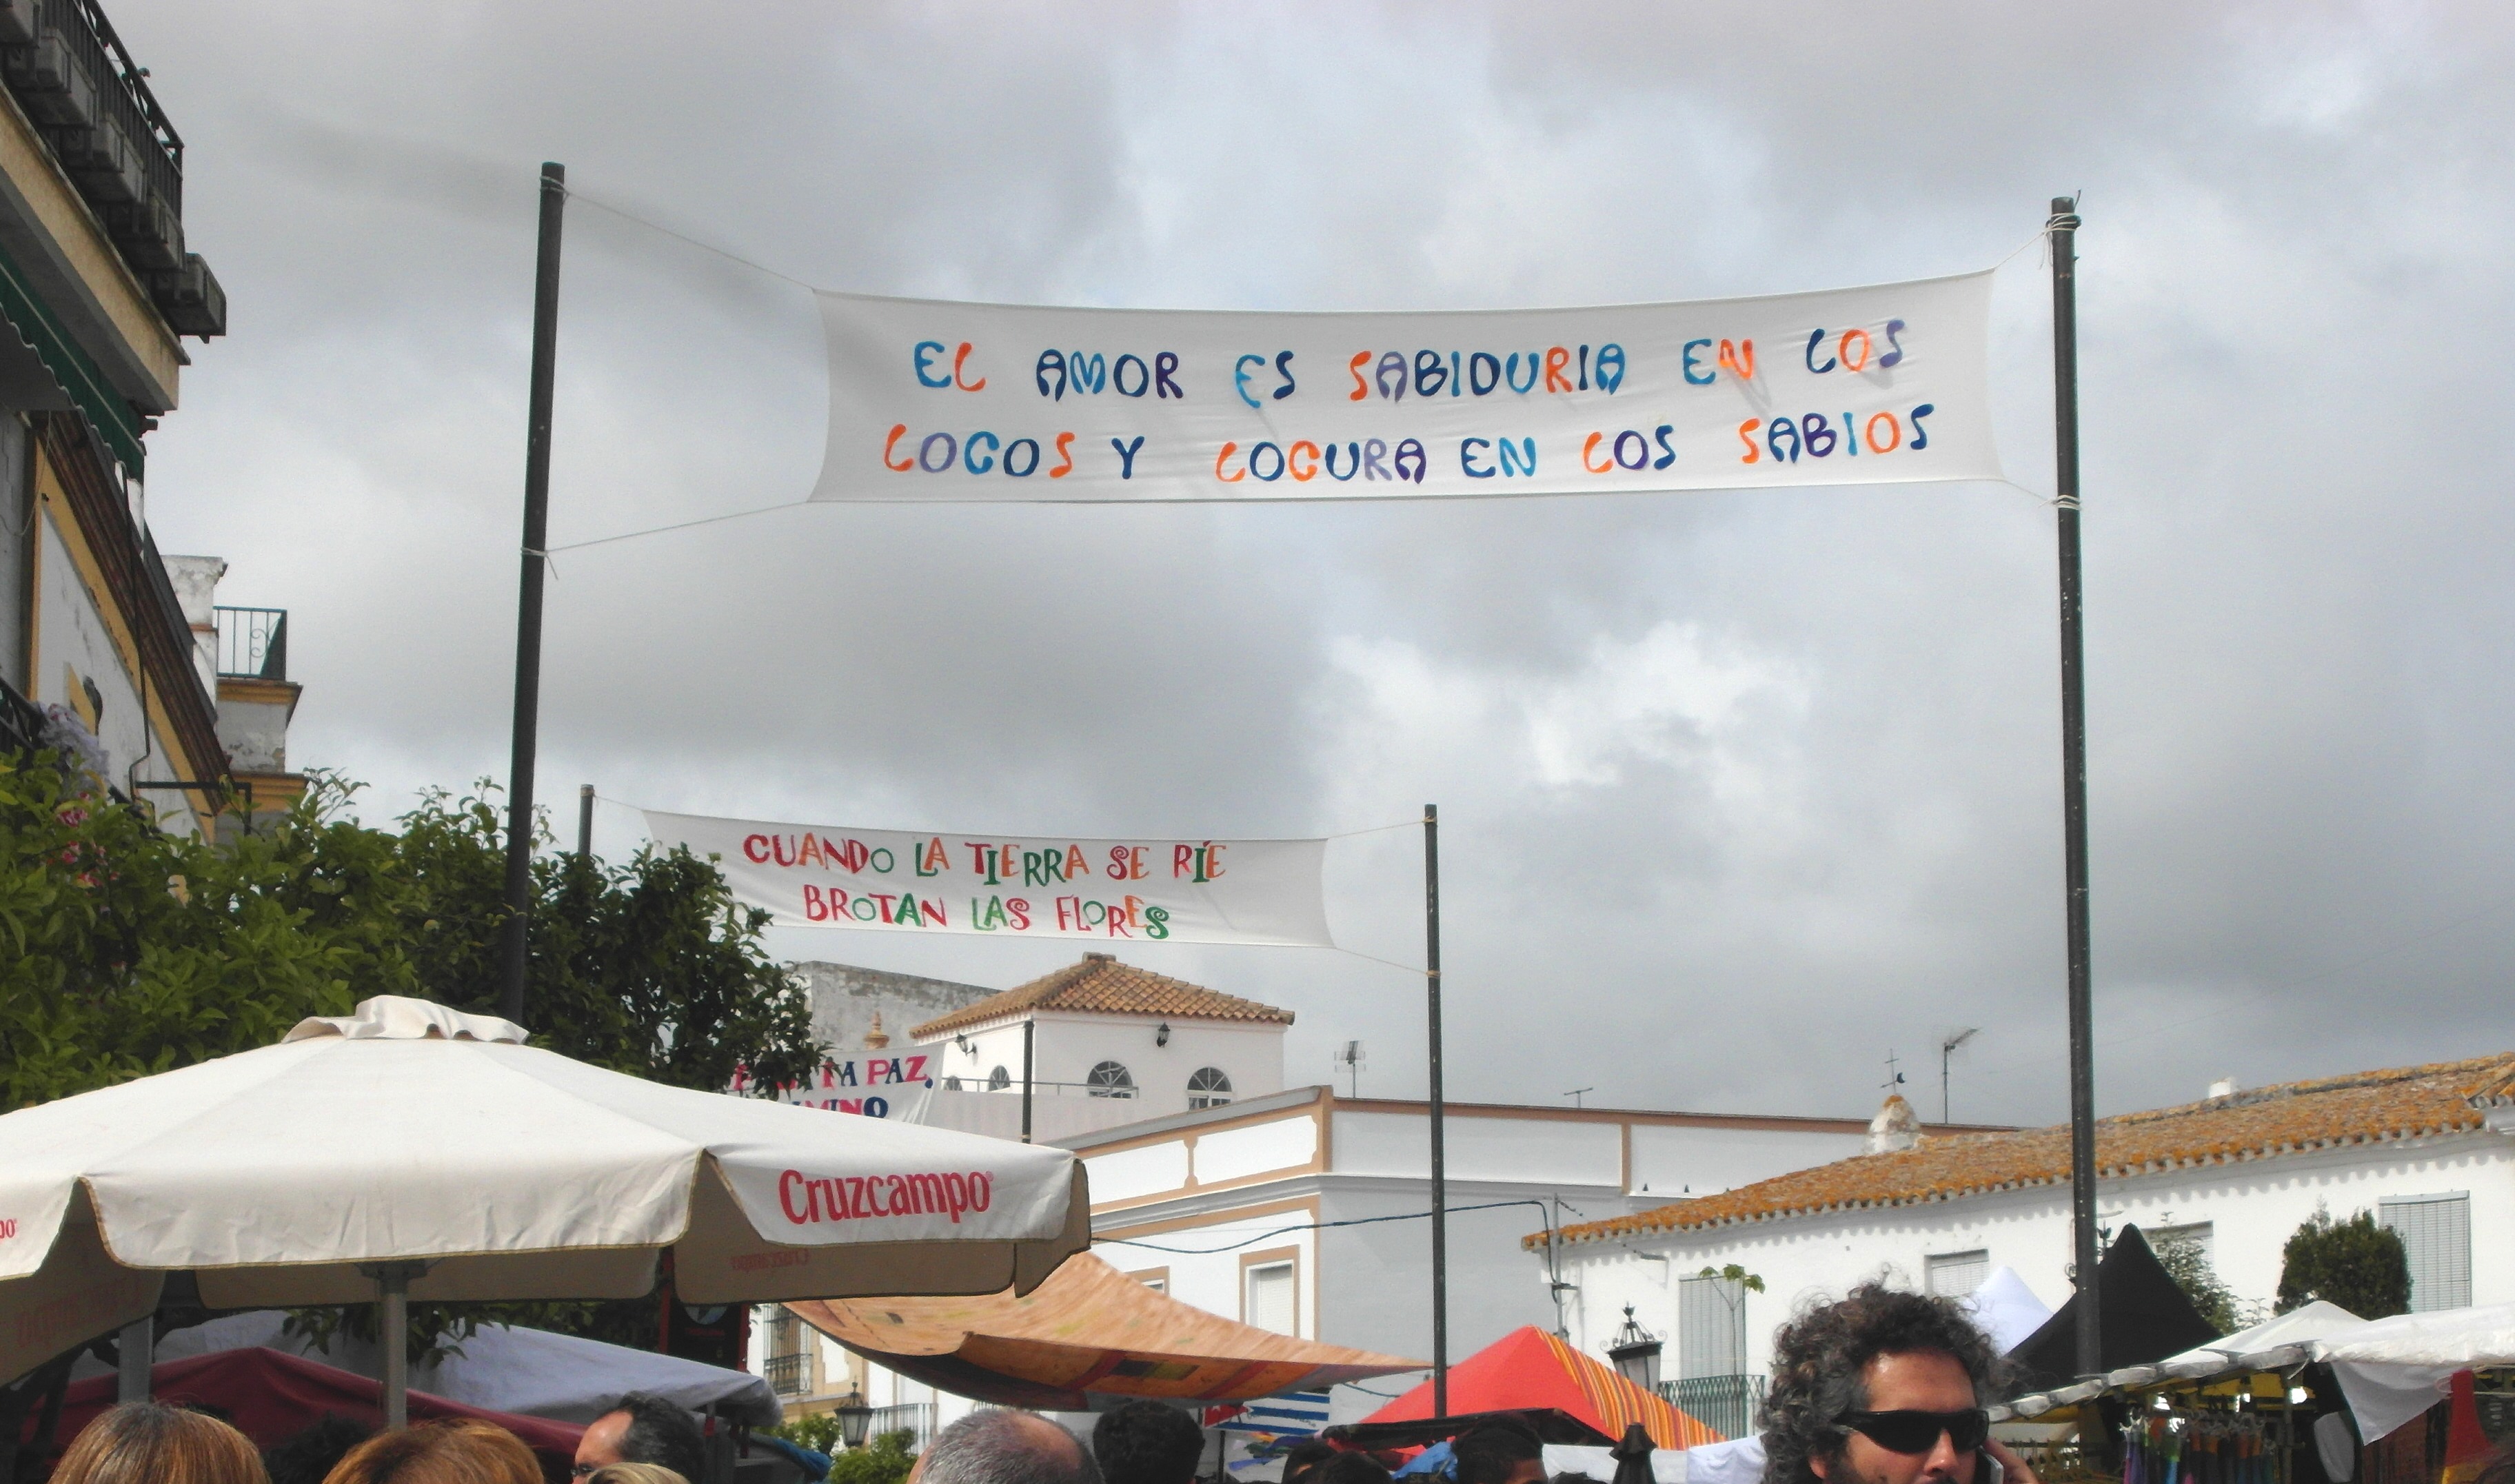 EL AMOR ES SABIDURIA EN LOS
LOCOS Y LOCURA EN LOS SABIOS
CUANDO LA TIERRA SE RÍE
BROTAN LAS FLORES
PAZ,
Cruzcampo